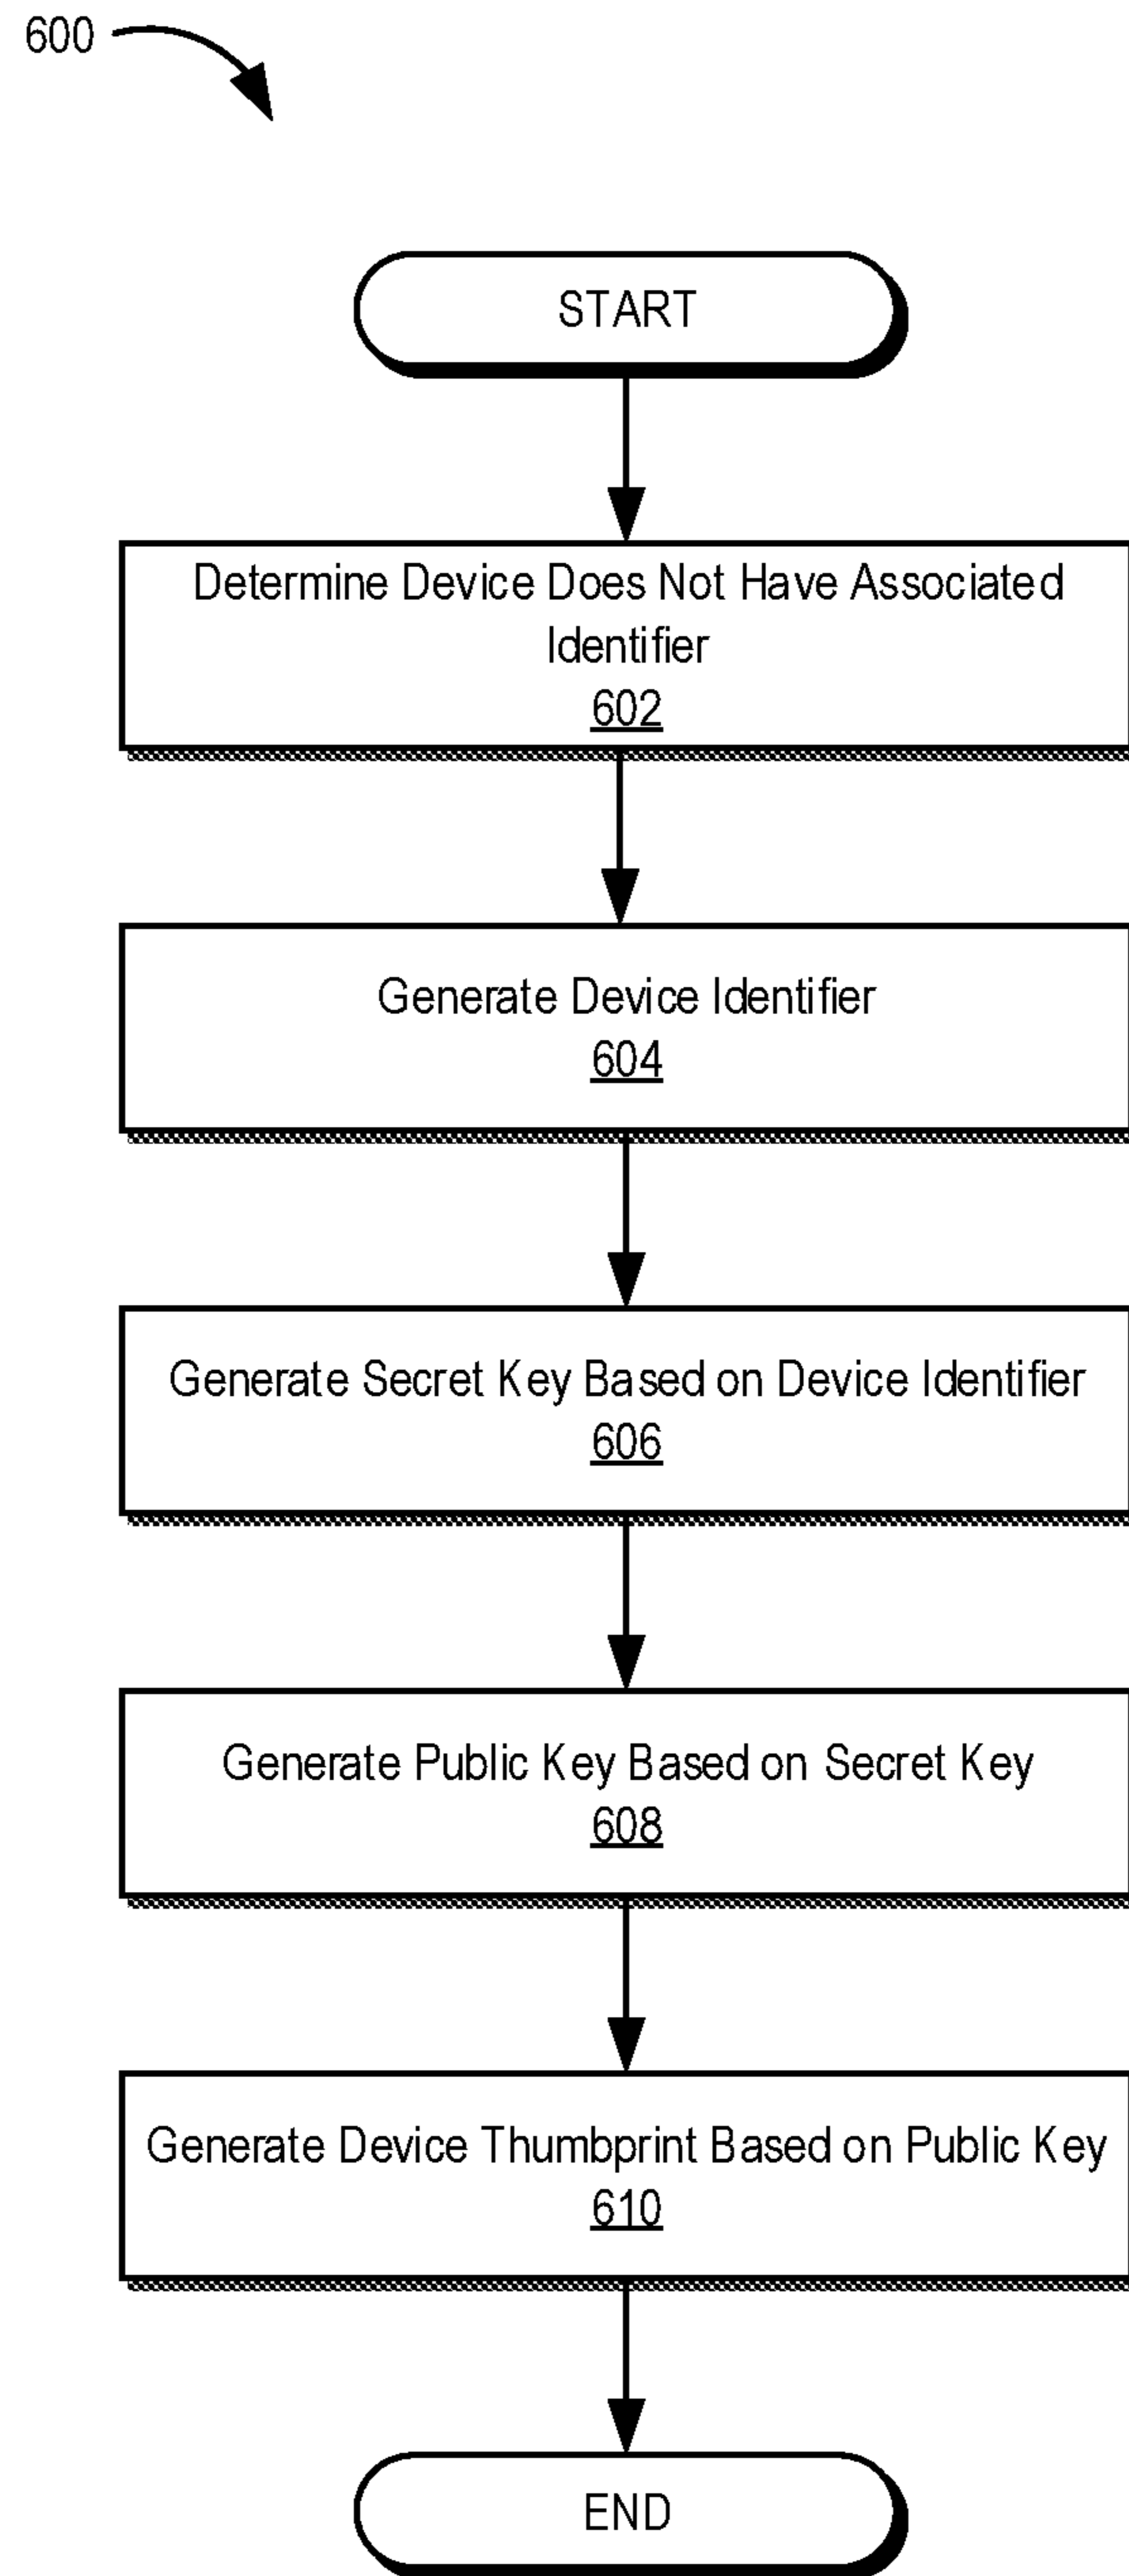 600
START
Determine Device Does Not Have Associated
Identifier
602
Generate Device Identifier
604
Generate Secret Key Based on Device Identifier
606
Generate Public Key Based on Secret Key
608
Generate Device Thumbprint Based on Public Key
610
END